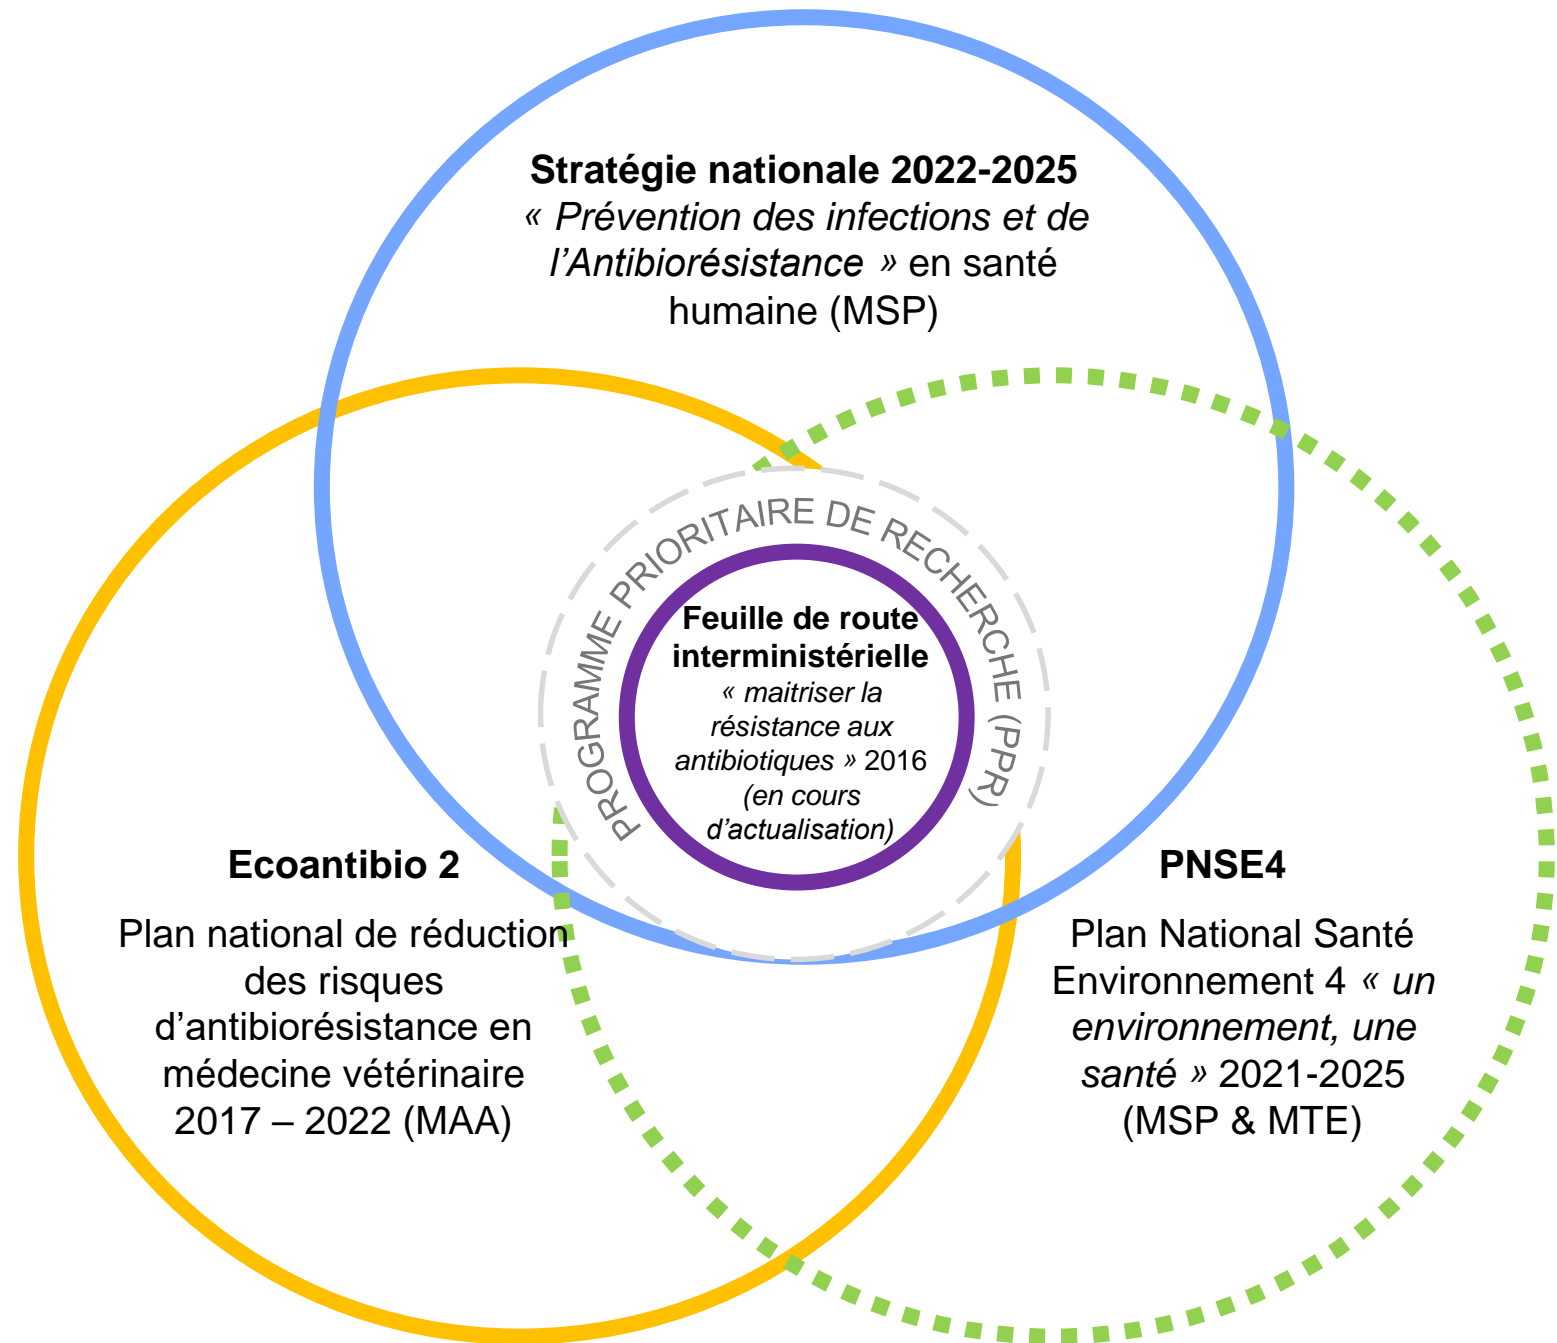 Stratégie nationale 2022-2025
« Prévention des infections et de
l’Antibiorésistance » en santé
humaine (MSP)
PROGRAMME PRIORITAIRE DE RECHERCHE (PPR)
Feuille de route
interministérielle
« maitriser la
résistance aux
antibiotiques » 2016
(en cours
d’actualisation)
Ecoantibio 2
Plan national de réduction
des risques
d’antibiorésistance en
médecine vétérinaire
2017 – 2022 (MAA)
PNSE4
Plan National Santé
Environnement 4 « un
environnement, une
santé » 2021-2025
(MSP & MTE)